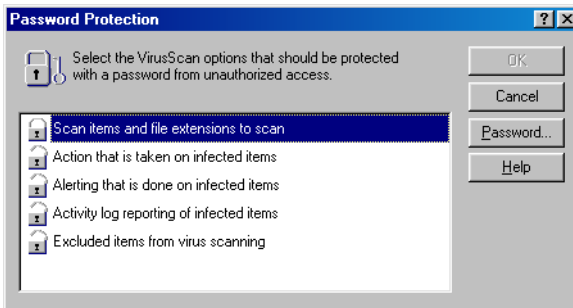 Password Protection
? x
Select the VirusScan options that should be protected
with a password from unauthorized access.
OK
Cancel
Password...
Help
Scan items and file extensions to scan
Action that is taken on infected items
Alerting that is done on infected items
Activity log reporting of infected items
Excluded items from virus scanning